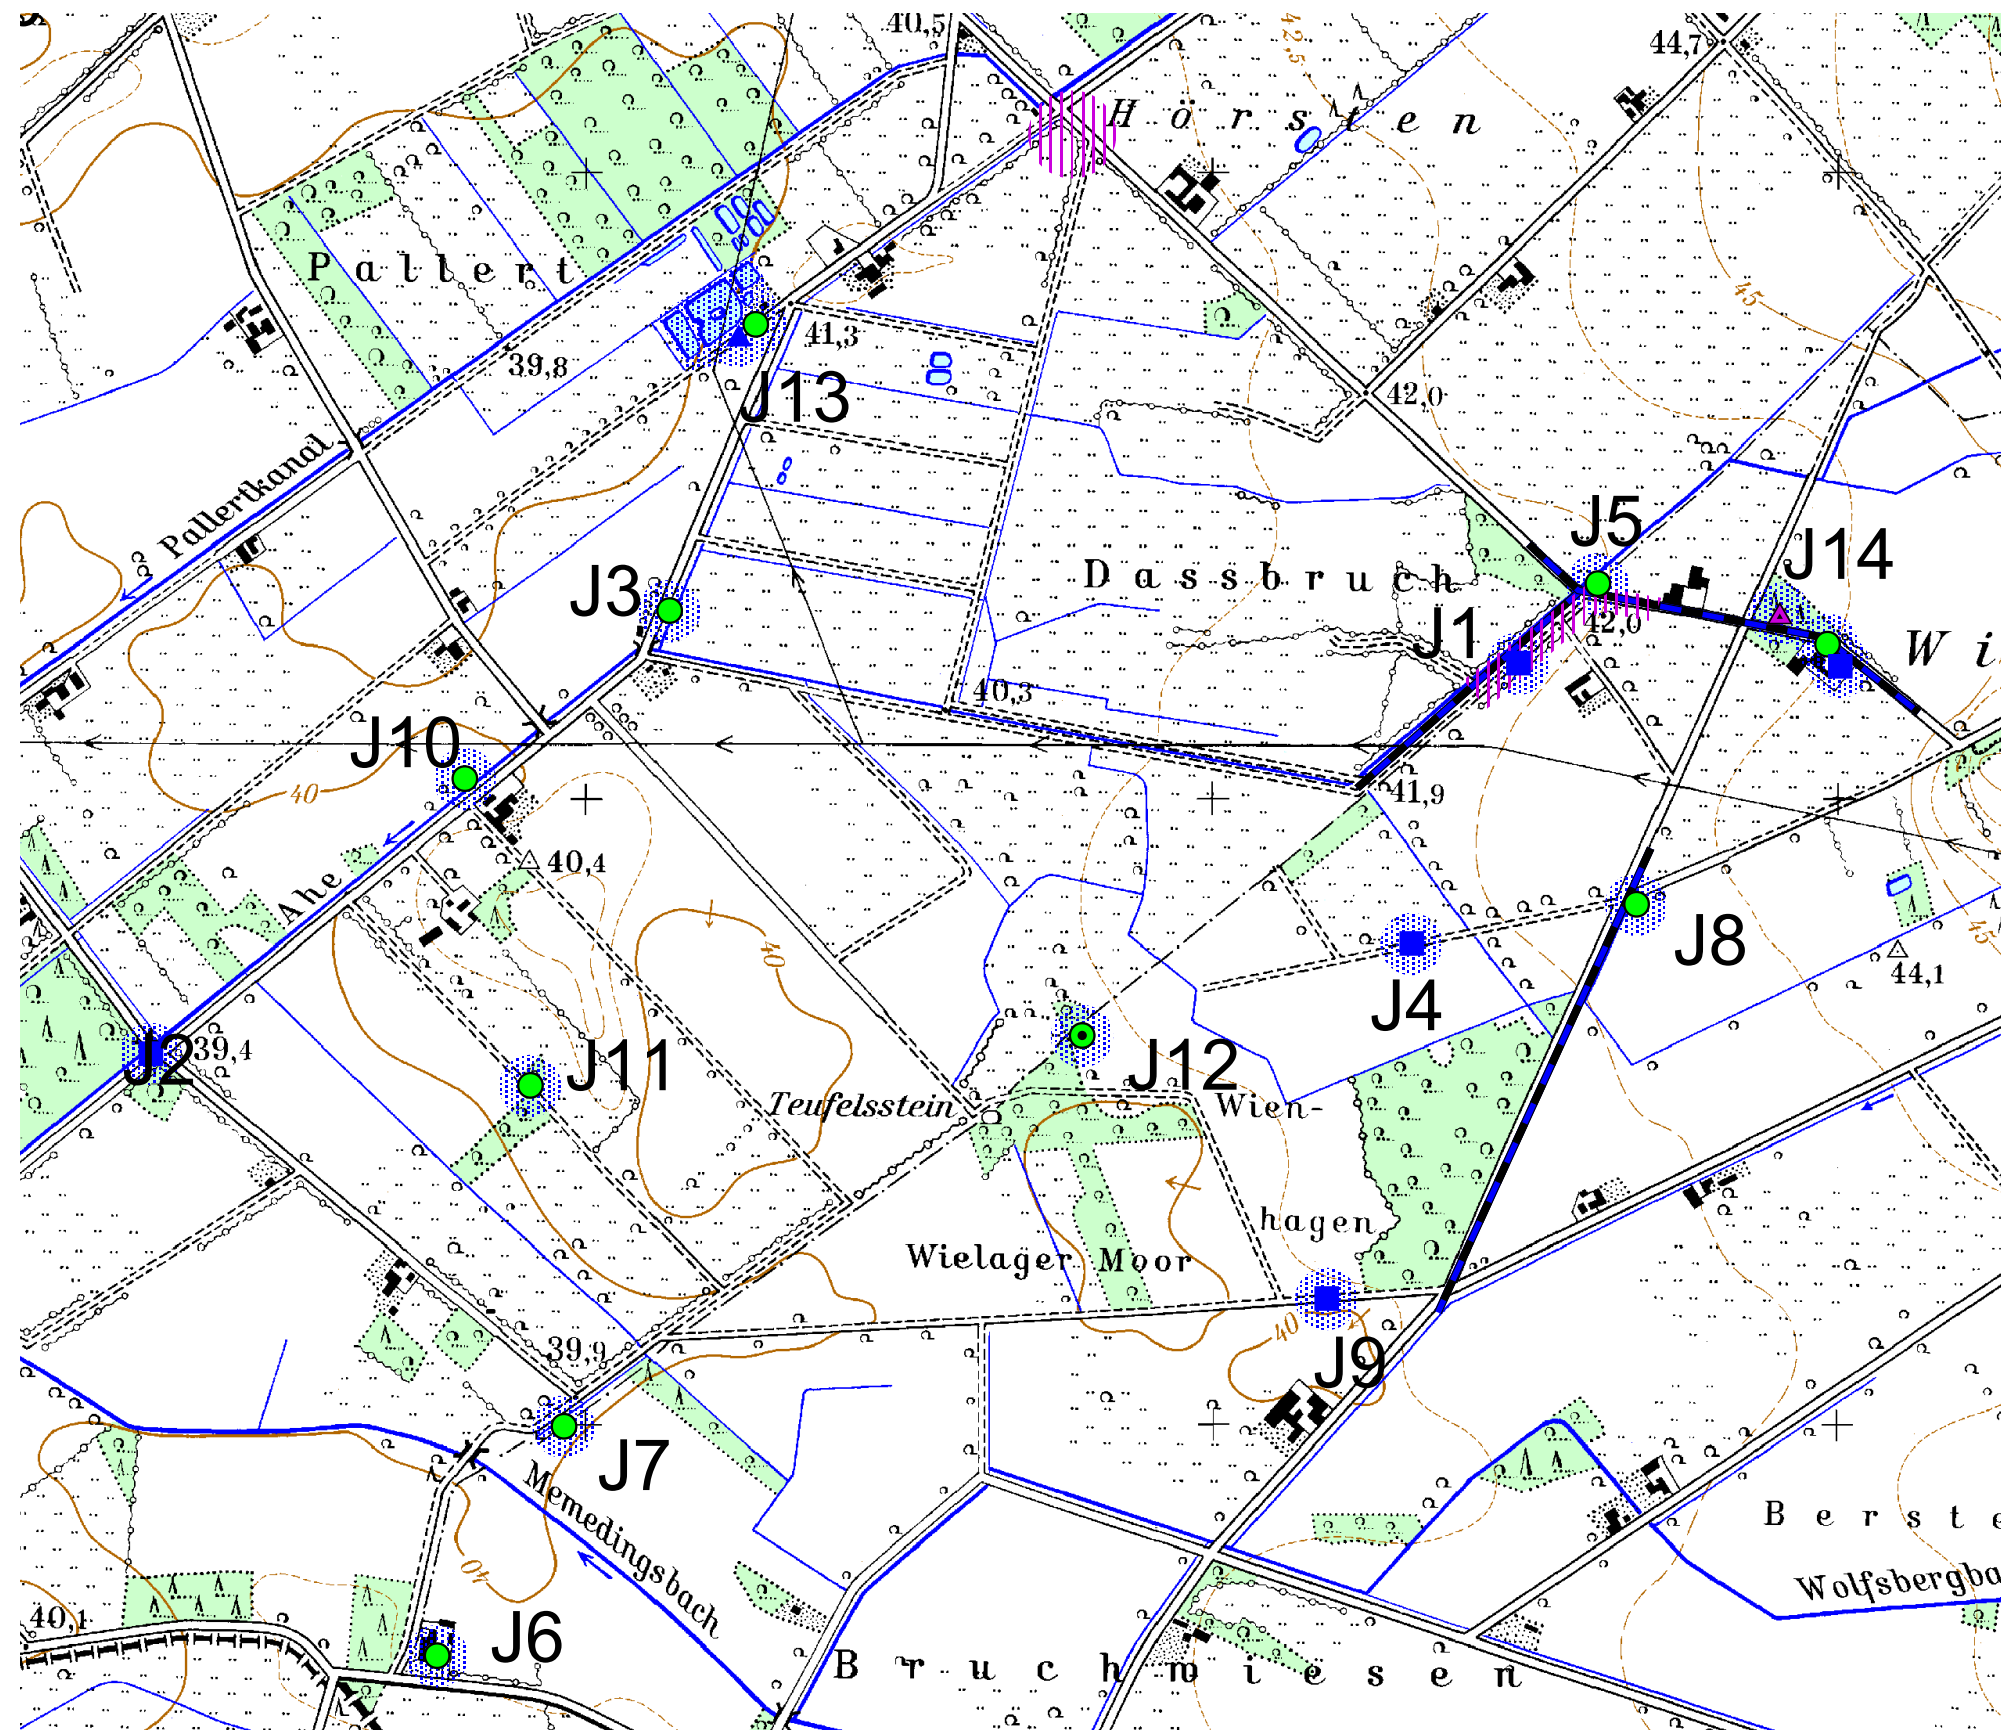 40,5
44,7
42,5
Hörsten
Pallert
45
39,8
41,3
J13
42,0
Pallertkanal
J5
J14
J3
Dassbruch
J1
42,0
Wi
40,3
J10
40
41,9
40,4
Ahe
40
J8
45
44,1
J4
J2
39,4
J11
J12
Teufelsstein
Wien-
hagen
Wielager Moor
40
39,9
J9
J7
Memedingsbach
40
Berste
Wolfsbergba
40,1
J6
Bruchwiesen